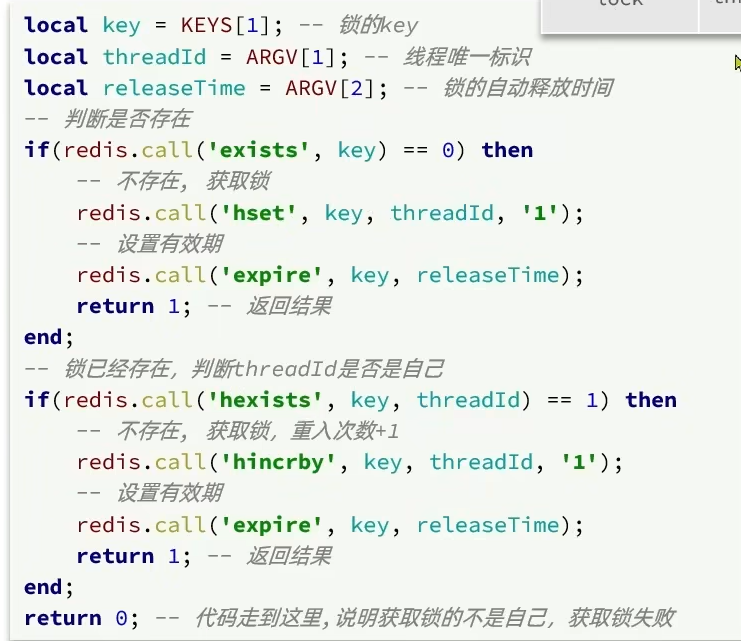 lock
local key = KEYS[1]; -- 锁的key
local threadId = ARGV[1]; -- 线程唯一标识
local releaseTime = ARGV[2]; -- 锁的自动释放时间
-- 判断是否存在
if(redis.call('exists', key) == 0) then
    -- 不存在, 获取锁
    redis.call('hset', key, threadId, '1');
    -- 设置有效期
    redis.call('expire', key, releaseTime);
    return 1; -- 返回结果
end;
-- 锁已经存在，判断threadId是否是自己
if(redis.call('hexists', key, threadId) == 1) then
    -- 不存在, 获取锁，重入次数+1
    redis.call('hincrby', key, threadId, '1');
    -- 设置有效期
    redis.call('expire', key, releaseTime);
    return 1; -- 返回结果
end;
return 0; -- 代码走到这里,说明获取锁的不是自己，获取锁失败